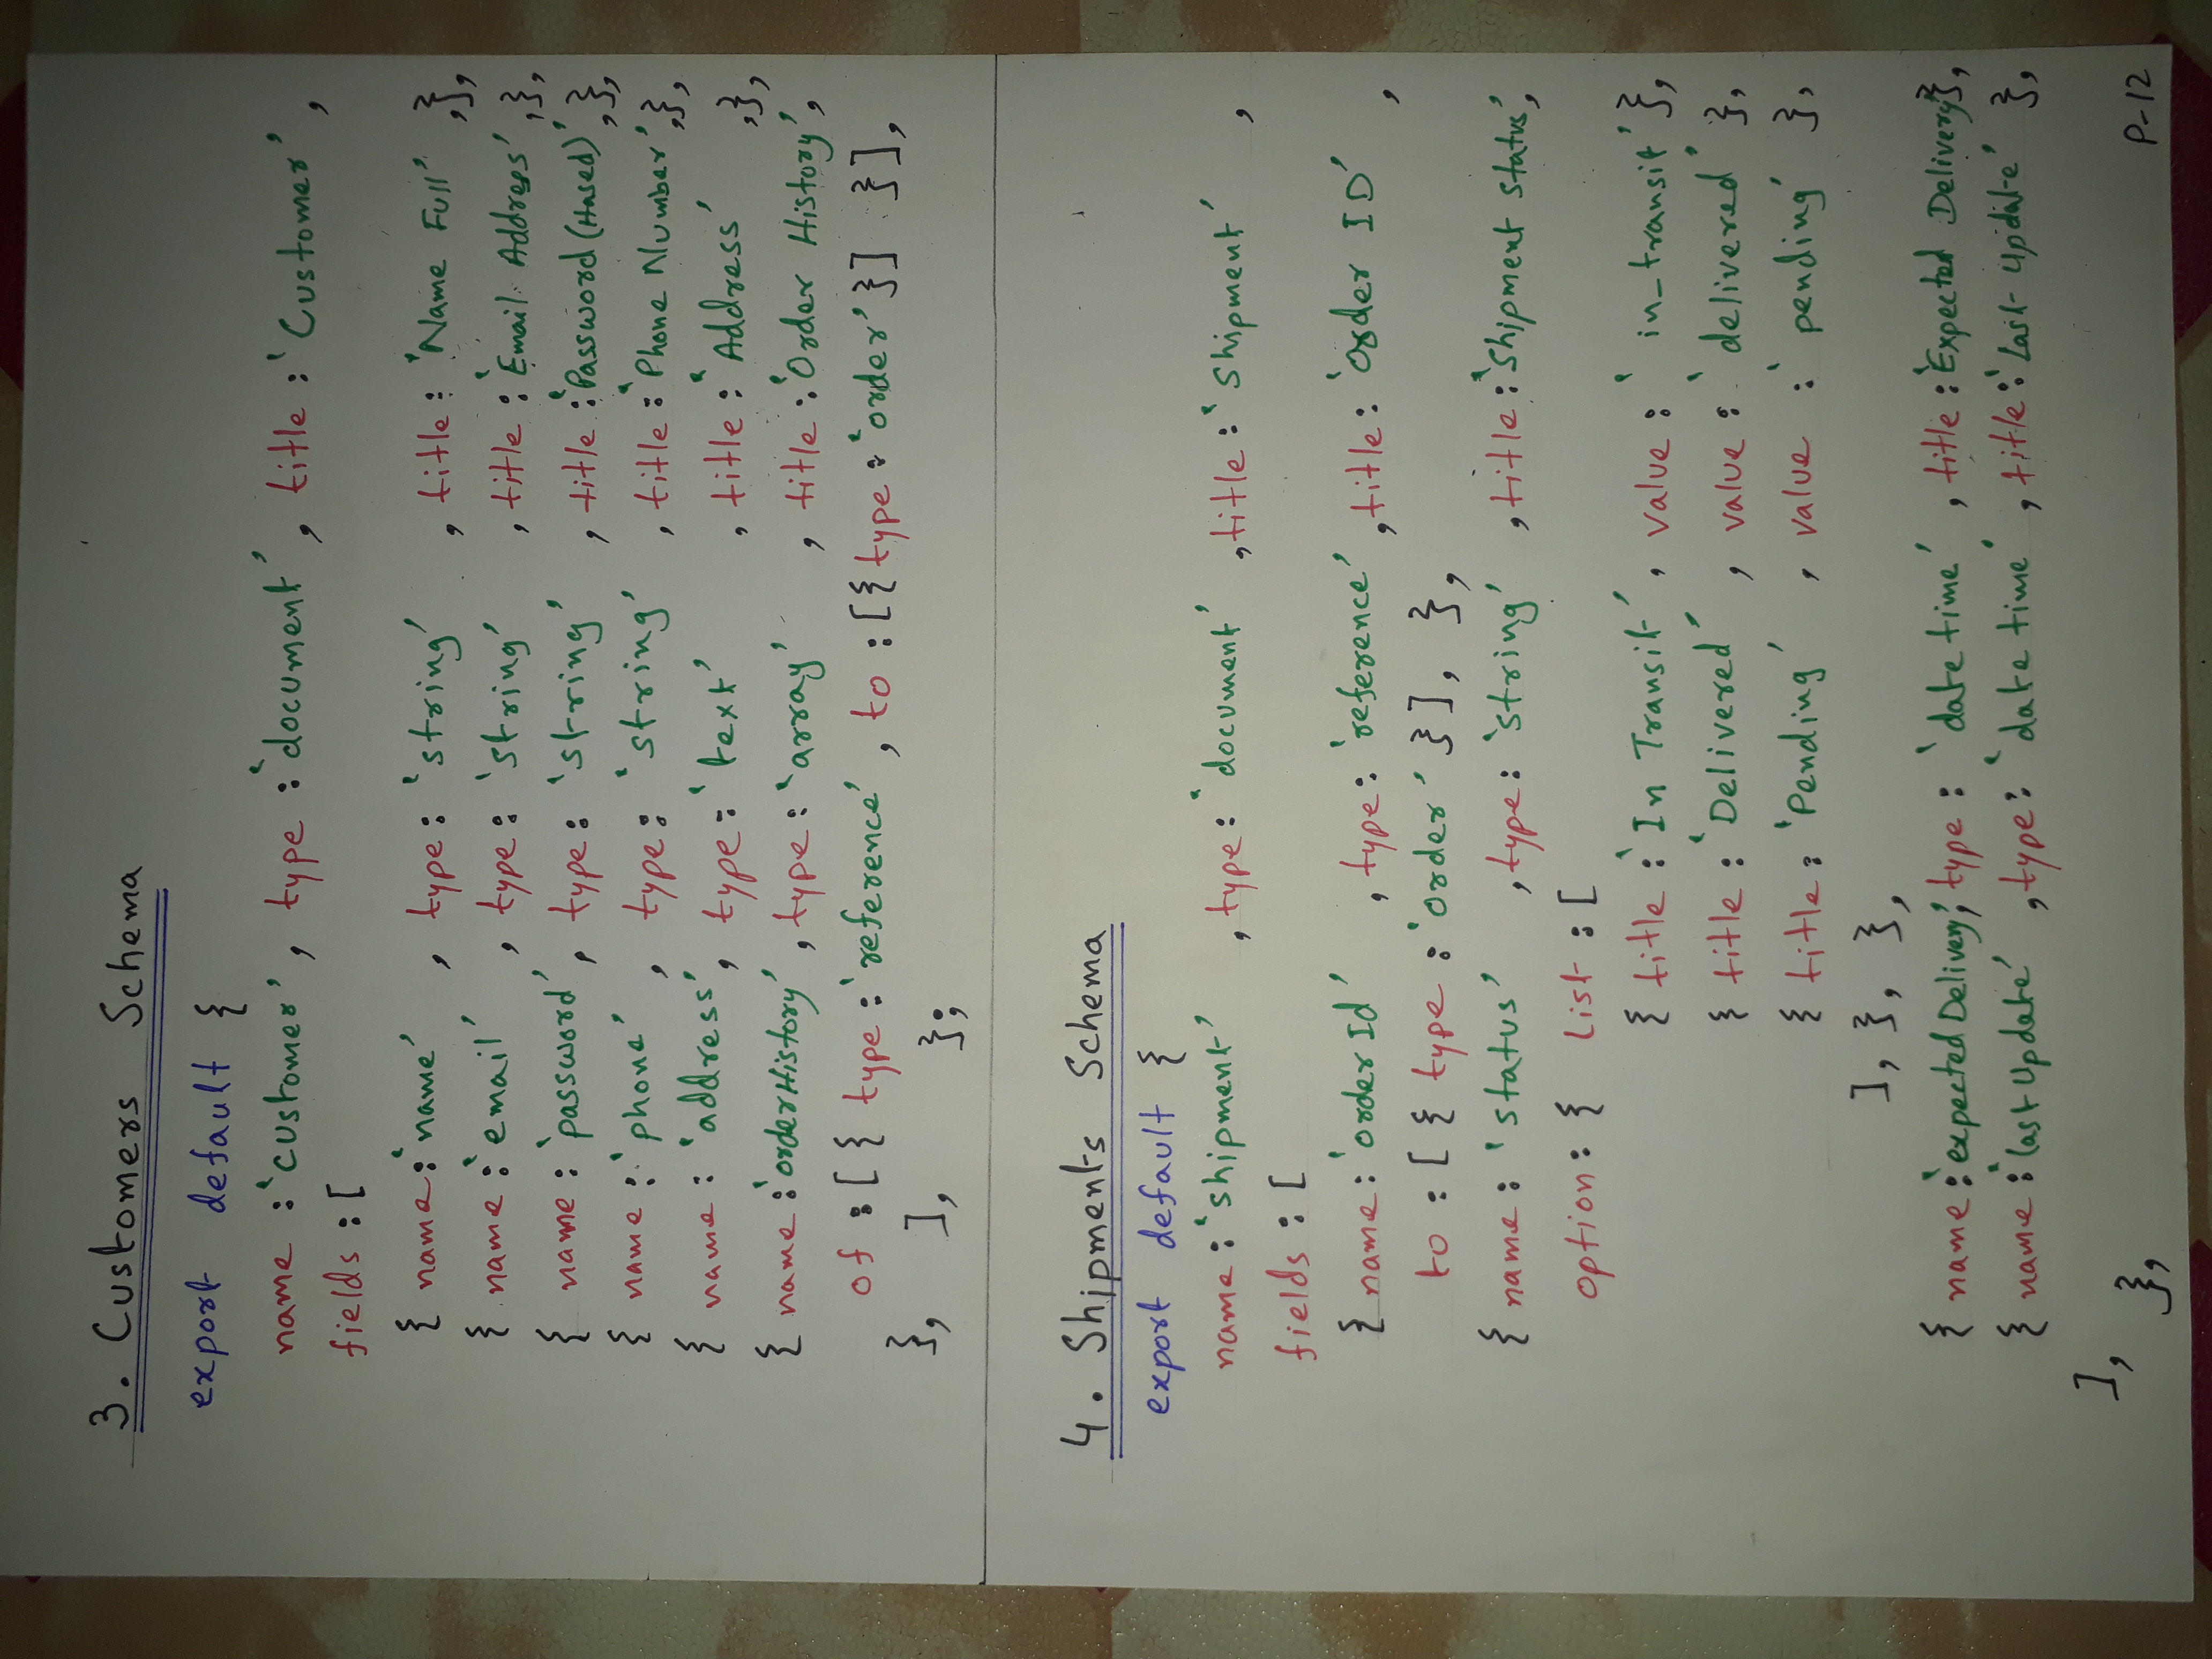 3. Customers Schema
export default {
name : 'customer', type : 'document', title : 'Customer',
fields : [
{ name : 'name' , type : 'string' , title : 'Name Full' ,},
{ name : 'email' , type : 'string' , title : 'Email Address' ,},
{ name : 'password', type : 'string' , title : 'Password (Hased)' ,},
{ name : 'phone' , type : 'string' , title : 'Phone Number' ,},
{ name : 'address', type : 'text' , title : 'Address' ,},
{ name : 'orderHistory', type : 'array' , title : 'Order History',
of : [ { type : 'reference', to : [{ type : 'order' }] }],
}, ], };
4. Shipments Schema
export default {
name : 'shipment' , type : 'document' , title : 'Shipment' ,
fields : [
{ name : 'order Id' , type : 'reference' , title : 'Order ID' ,
to : [ { type : 'order' } ], },
{ name : 'status' , type : 'string' , title : 'Shipment status',
option : { list : [
{ title : 'In Transit' , value : 'in_transit' },
{ title : 'Delivered' , value : 'delivered' },
{ title : 'Pending' , value : 'pending' },
], }, },
{ name : 'expected Delivery', type : 'date time' , title : 'Expected Delivery' },
{ name : 'last Update' , type : 'date time' , title : 'Last Update' },
],
},
P-12